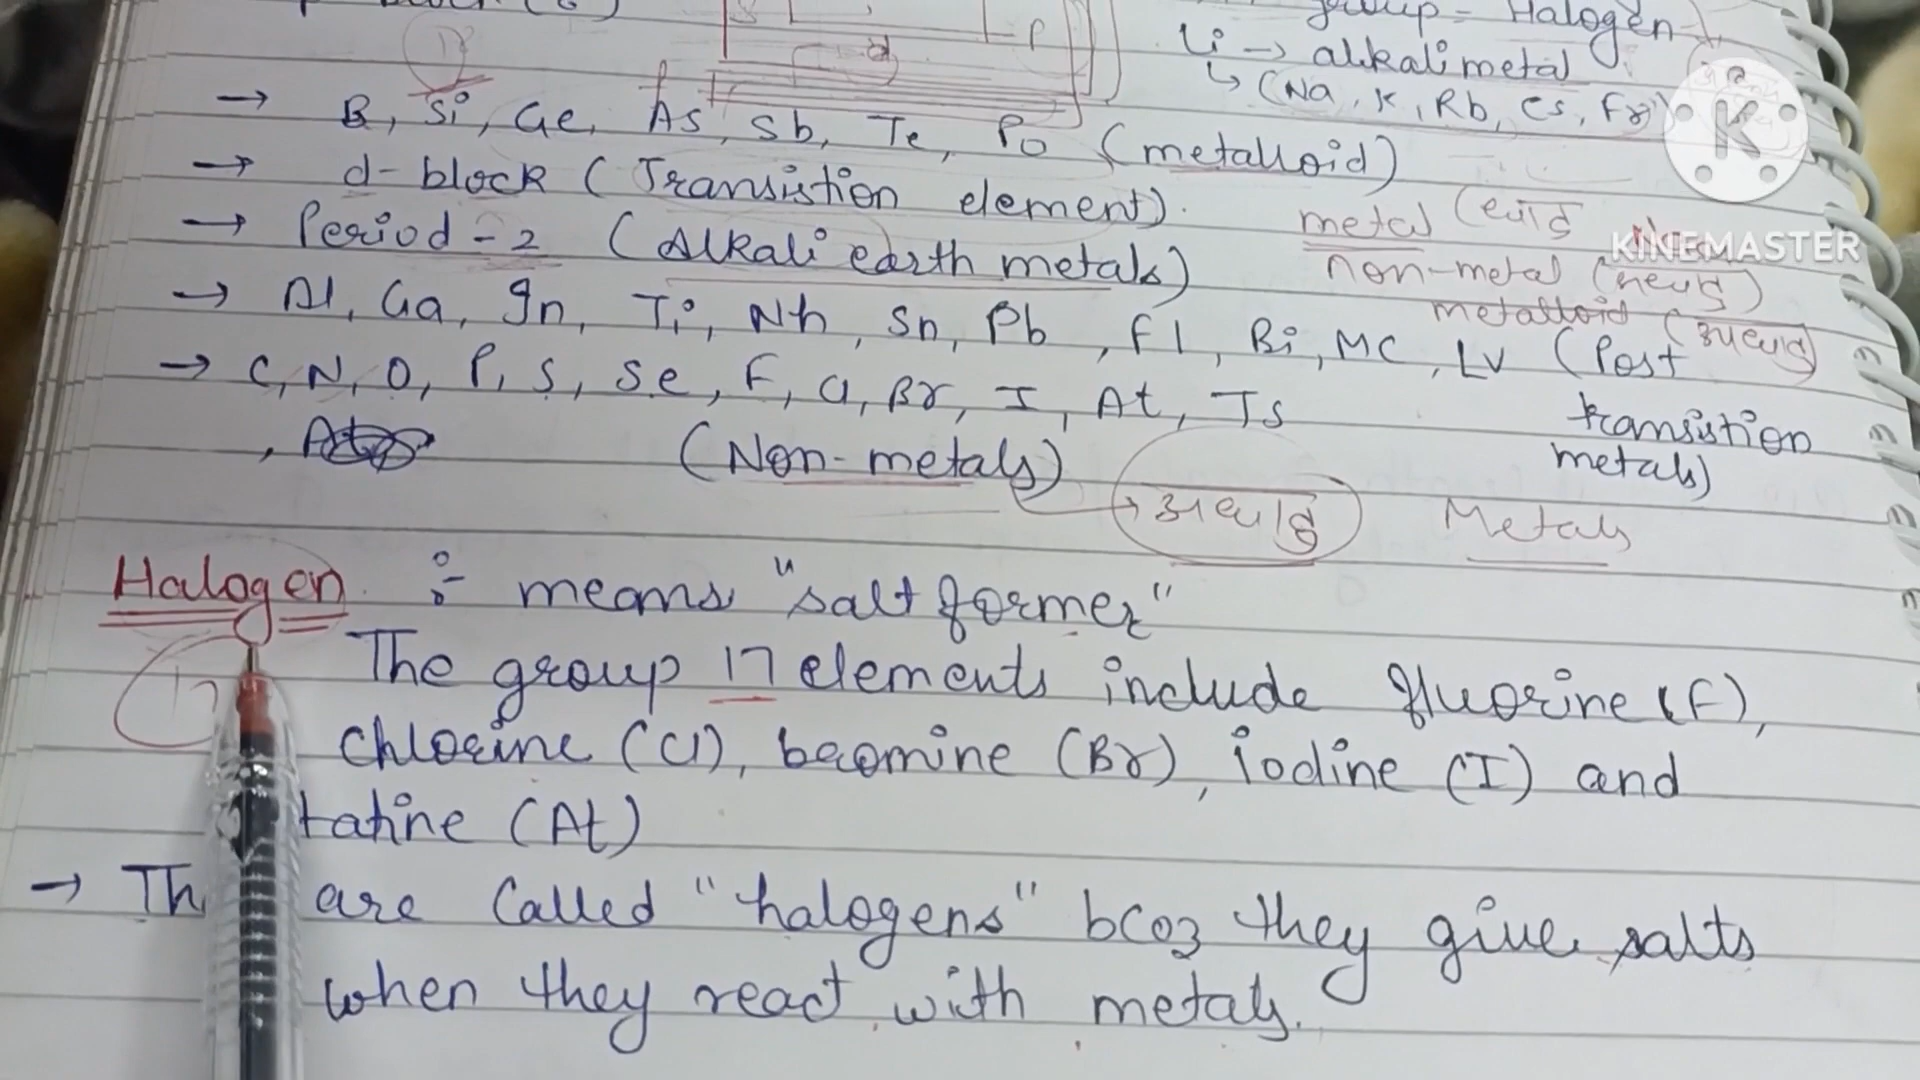 group - Halogen
Li → alkali metal
(Na, K, Rb, Cs, Fr)
→ B, Si, Ge, As, Sb, Te, Po (metalloid)
→ d-block (Transistion element).
→ Period - 2 (Alkali earth metals)
metal
non-metal
metalloid
KINEMASTER
→ Al, Ga, In, Ti, Nh, Sn, Pb, Fl, Bi, MC, LV (Post
transistion
metals)
→ C, N, O, P, S, Se, F, Cl, Br, I, At, Ts
(Non-metals)
→ अधातु
Metals
Halogen : means "salt former"
17
The group 17 elements include fluorine (F),
chlorine (Cl), bromine (Br), iodine (I) and
tatine (At)
→ Th are called "halogens" bcoz they give salts
when they react with metals.